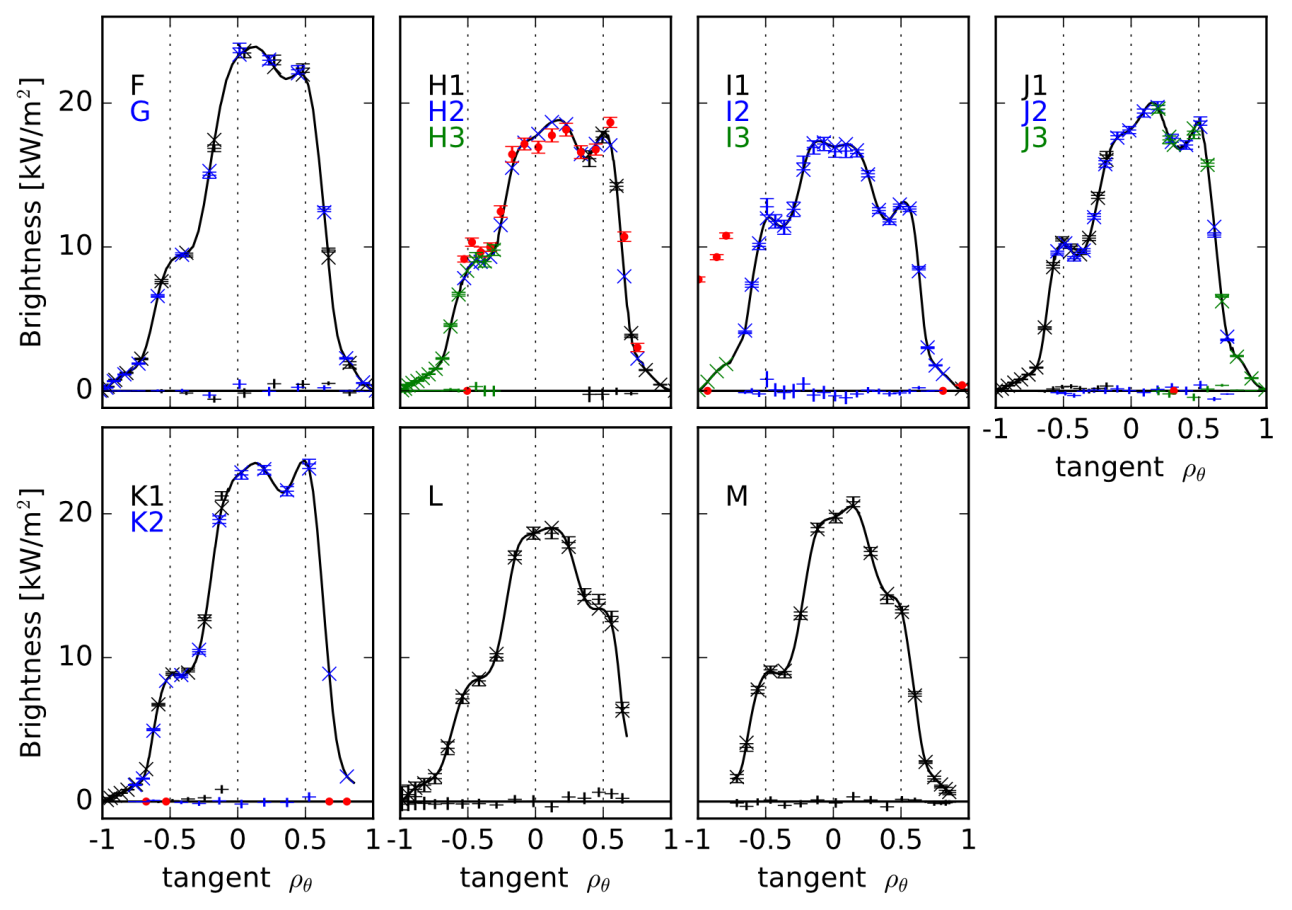 Brightness [kW/m²]
20
10
0
F
G
H1
H2
H3
I1
I2
I3
J1
J2
J3
-1 -0.5 0 0.5 1
tangent ρθ
Brightness [kW/m²]
20
10
0
K1
K2
L
M
-1 -0.5 0 0.5 1
-1 -0.5 0 0.5 1
-1 -0.5 0 0.5 1
tangent ρθ
tangent ρθ
tangent ρθ